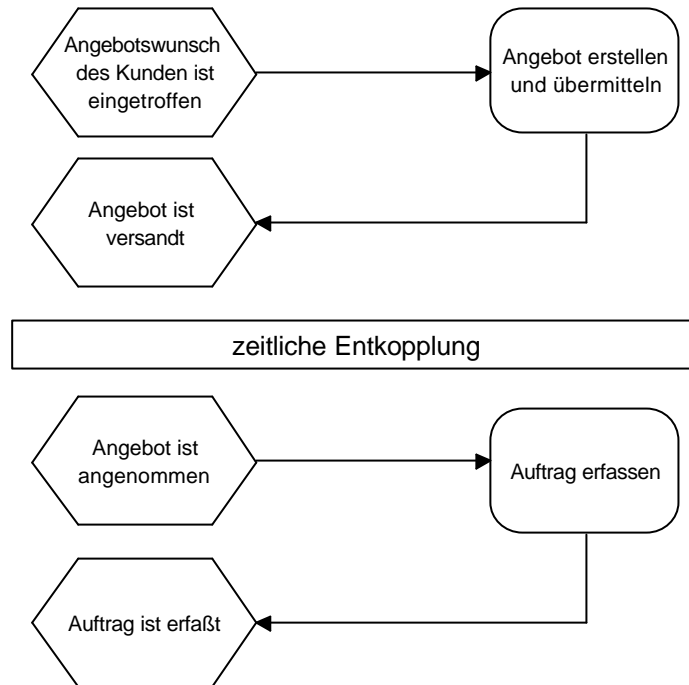 Angebotswunsch
des Kunden ist
eingetroffen
Angebot erstellen
und übermitteln
Angebot ist
versandt
zeitliche Entkopplung
Angebot ist
angenommen
Auftrag erfassen
Auftrag ist erfaßt